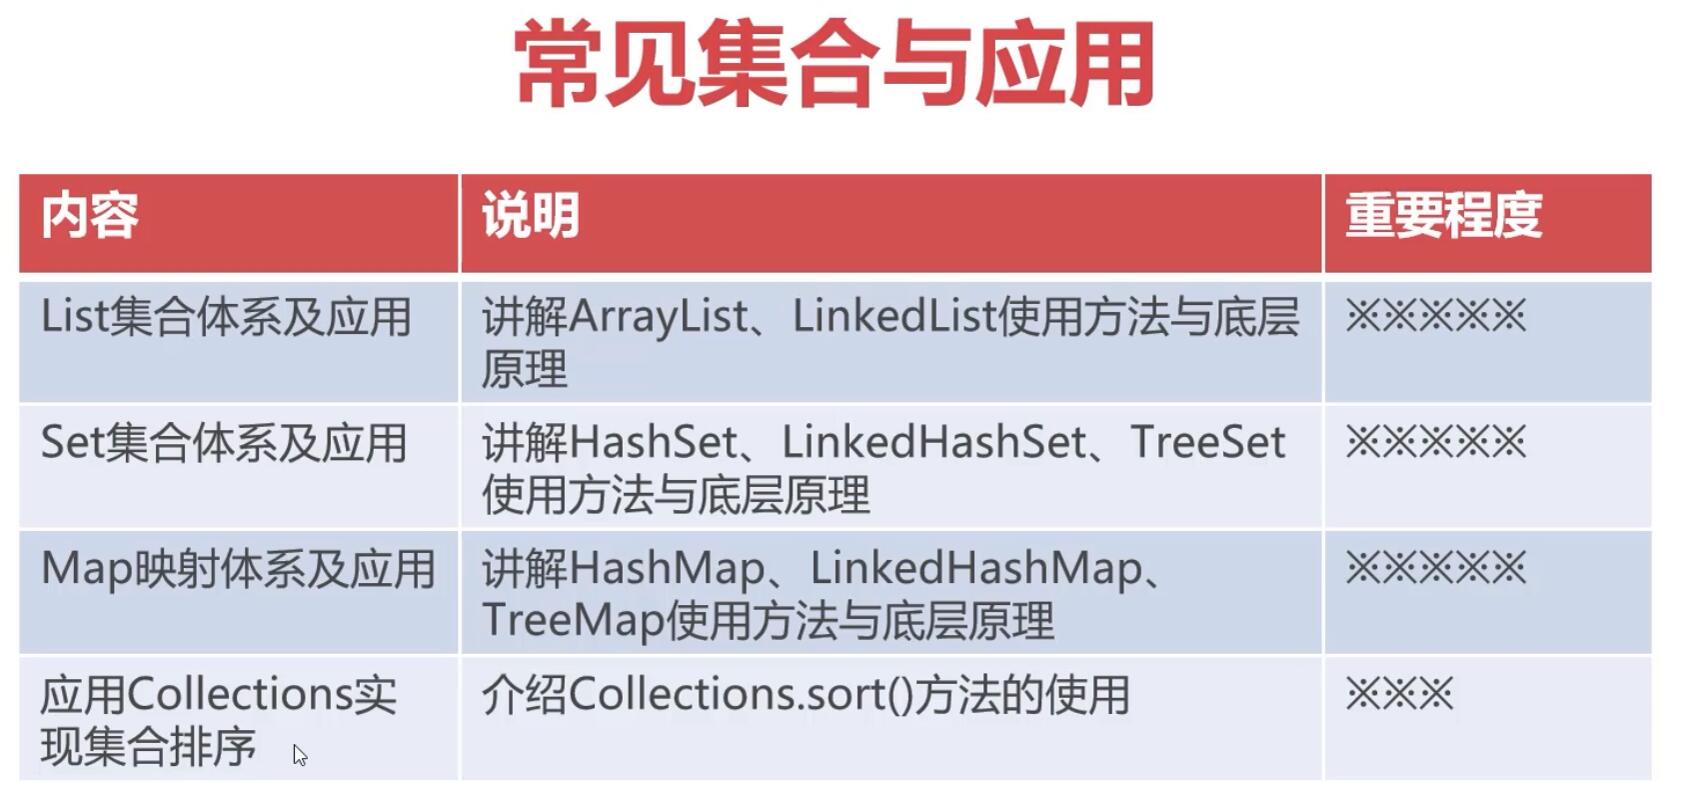 常见集合与应用
内容
说明
重要程度
List集合体系及应用
讲解ArrayList、LinkedList使用方法与底层
原理
※※※※※
Set集合体系及应用
讲解HashSet、LinkedHashSet、TreeSet
使用方法与底层原理
※※※※※
Map映射体系及应用
讲解HashMap、LinkedHashMap、
TreeMap使用方法与底层原理
※※※※※
应用Collections实
现集合排序
介绍Collections.sort()方法的使用
※※※